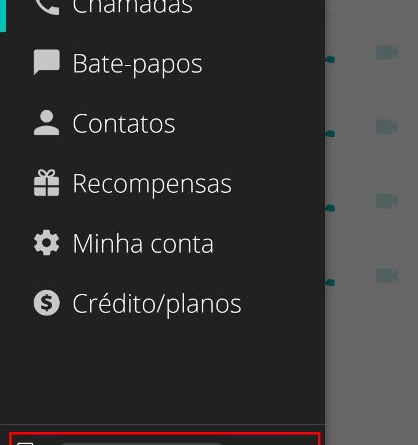 Chamadas
Bate-papos
Contatos
Recompensas
Minha conta
Crédito/planos